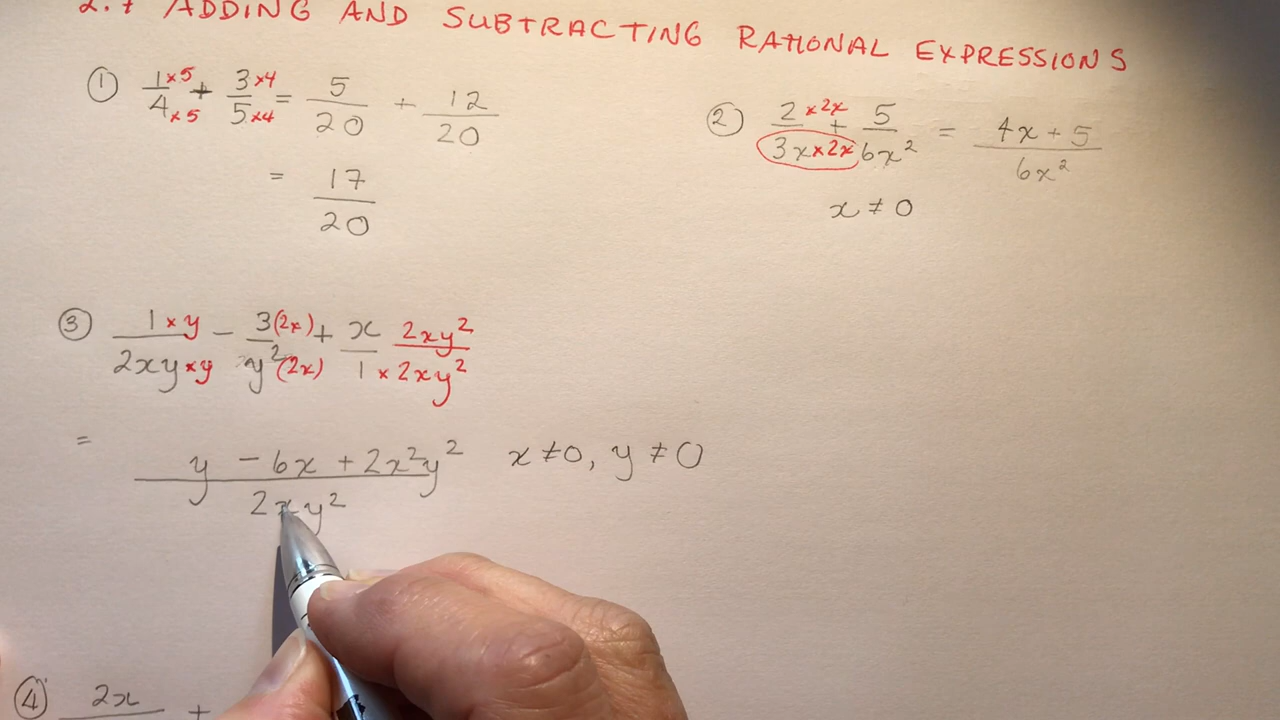 2.7 ADDING AND SUBTRACTING RATIONAL EXPRESSIONS
① 1×5/4×5 + 3×4/5×4 = 5/20 + 12/20
= 17/20
② 2×2x/3x×2x + 5/6x² = 4x+5/6x²
x ≠ 0
③ 1×y/2xy×y − 3(2x)/y²(2x) + x/1 × 2xy²/2xy²
= y − 6x + 2x²y²/2xy² x≠0, y ≠ 0
④ 2x +